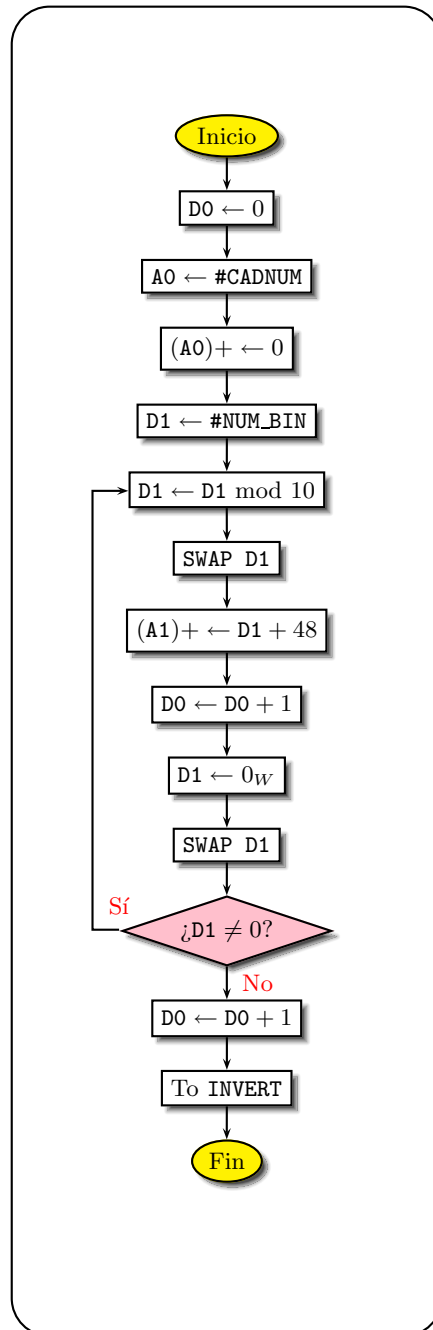 Inicio
D0 ← 0
A0 ← #CADNUM
(A0)+ ← 0
D1 ← #NUM_BIN
D1 ← D1 mod 10
SWAP D1
(A1)+ ← D1 + 48
D0 ← D0 + 1
D1 ← 0W
SWAP D1
Sí
¿D1 ≠ 0?
No
D0 ← D0 + 1
To INVERT
Fin